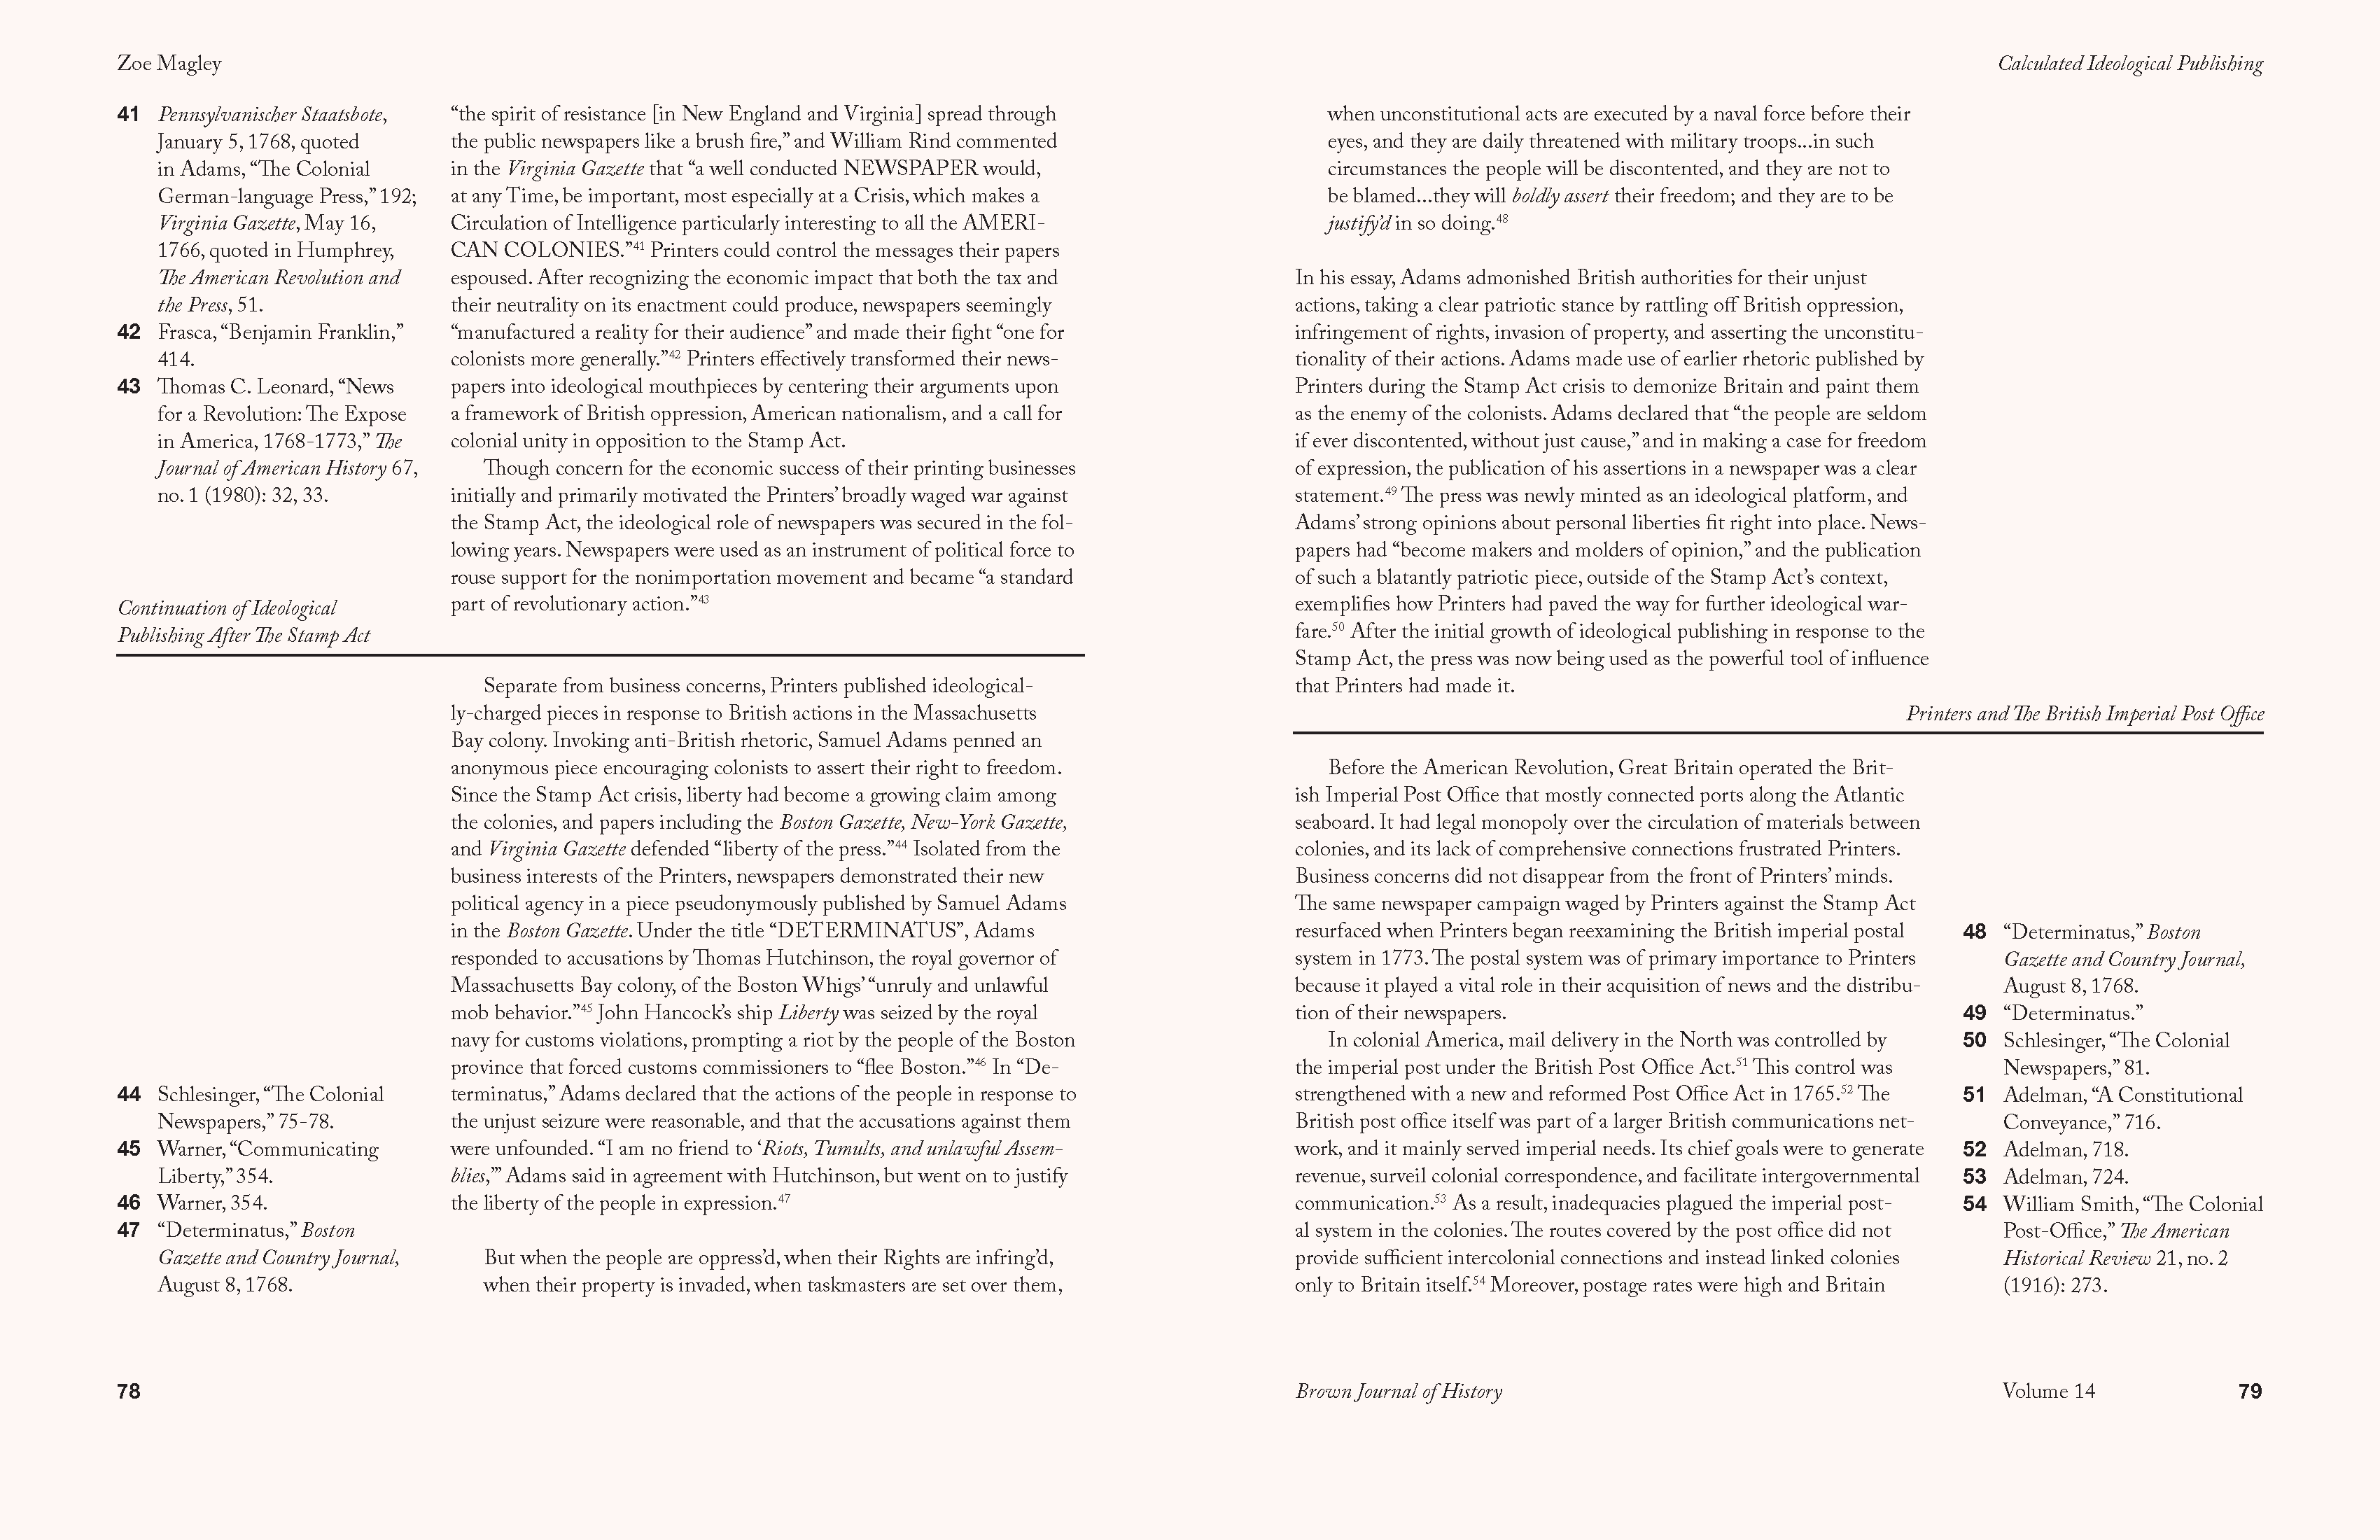 Zoe Magley
41 Pennsylvanischer Staatsbote,
January 5, 1768, quoted
in Adams, “The Colonial
German-language Press,” 192;
Virginia Gazette, May 16,
1766, quoted in Humphrey,
The American Revolution and
the Press, 51.
42 Frasca, “Benjamin Franklin,”
414.
43 Thomas C. Leonard, “News
for a Revolution: The Expose
in America, 1768-1773,” The
Journal of American History 67,
no. 1 (1980): 32, 33.
“the spirit of resistance [in New England and Virginia] spread through
the public newspapers like a brush fire,” and William Rind commented
in the Virginia Gazette that “a well conducted NEWSPAPER would,
at any Time, be important, most especially at a Crisis, which makes a
Circulation of Intelligence particularly interesting to all the AMERI-
CAN COLONIES.”41 Printers could control the messages their papers
espoused. After recognizing the economic impact that both the tax and
their neutrality on its enactment could produce, newspapers seemingly
“manufactured a reality for their audience” and made their fight “one for
colonists more generally.”42 Printers effectively transformed their news-
papers into ideological mouthpieces by centering their arguments upon
a framework of British oppression, American nationalism, and a call for
colonial unity in opposition to the Stamp Act.
Though concern for the economic success of their printing businesses
initially and primarily motivated the Printers’ broadly waged war against
the Stamp Act, the ideological role of newspapers was secured in the fol-
lowing years. Newspapers were used as an instrument of political force to
rouse support for the nonimportation movement and became “a standard
part of revolutionary action.”43
Continuation of Ideological
Publishing After The Stamp Act
Separate from business concerns, Printers published ideological-
ly-charged pieces in response to British actions in the Massachusetts
Bay colony. Invoking anti-British rhetoric, Samuel Adams penned an
anonymous piece encouraging colonists to assert their right to freedom.
Since the Stamp Act crisis, liberty had become a growing claim among
the colonies, and papers including the Boston Gazette, New-York Gazette,
and Virginia Gazette defended “liberty of the press.”44 Isolated from the
business interests of the Printers, newspapers demonstrated their new
political agency in a piece pseudonymously published by Samuel Adams
in the Boston Gazette. Under the title “DETERMINATUS”, Adams
responded to accusations by Thomas Hutchinson, the royal governor of
Massachusetts Bay colony, of the Boston Whigs’ “unruly and unlawful
mob behavior.”45 John Hancock’s ship Liberty was seized by the royal
navy for customs violations, prompting a riot by the people of the Boston
province that forced customs commissioners to “flee Boston.”46 In “De-
terminatus,” Adams declared that the actions of the people in response to
the unjust seizure were reasonable, and that the accusations against them
were unfounded. “I am no friend to ‘Riots, Tumults, and unlawful Assem-
blies,’” Adams said in agreement with Hutchinson, but went on to justify
the liberty of the people in expression.47
But when the people are oppress’d, when their Rights are infring’d,
when their property is invaded, when taskmasters are set over them,
44 Schlesinger, “The Colonial
Newspapers,” 75-78.
45 Warner, “Communicating
Liberty,” 354.
46 Warner, 354.
47 “Determinatus,” Boston
Gazette and Country Journal,
August 8, 1768.
78
Calculated Ideological Publishing
when unconstitutional acts are executed by a naval force before their
eyes, and they are daily threatened with military troops...in such
circumstances the people will be discontented, and they are not to
be blamed...they will boldly assert their freedom; and they are to be
justify’d in so doing.48
In his essay, Adams admonished British authorities for their unjust
actions, taking a clear patriotic stance by rattling off British oppression,
infringement of rights, invasion of property, and asserting the unconstitu-
tionality of their actions. Adams made use of earlier rhetoric published by
Printers during the Stamp Act crisis to demonize Britain and paint them
as the enemy of the colonists. Adams declared that “the people are seldom
if ever discontented, without just cause,” and in making a case for freedom
of expression, the publication of his assertions in a newspaper was a clear
statement.49 The press was newly minted as an ideological platform, and
Adams’ strong opinions about personal liberties fit right into place. News-
papers had “become makers and molders of opinion,” and the publication
of such a blatantly patriotic piece, outside of the Stamp Act’s context,
exemplifies how Printers had paved the way for further ideological war-
fare.50 After the initial growth of ideological publishing in response to the
Stamp Act, the press was now being used as the powerful tool of influence
that Printers had made it.
Printers and The British Imperial Post Office
Before the American Revolution, Great Britain operated the Brit-
ish Imperial Post Office that mostly connected ports along the Atlantic
seaboard. It had legal monopoly over the circulation of materials between
colonies, and its lack of comprehensive connections frustrated Printers.
Business concerns did not disappear from the front of Printers’ minds.
The same newspaper campaign waged by Printers against the Stamp Act
resurfaced when Printers began reexamining the British imperial postal
system in 1773. The postal system was of primary importance to Printers
because it played a vital role in their acquisition of news and the distribu-
tion of their newspapers.
In colonial America, mail delivery in the North was controlled by
the imperial post under the British Post Office Act.51 This control was
strengthened with a new and reformed Post Office Act in 1765.52 The
British post office itself was part of a larger British communications net-
work, and it mainly served imperial needs. Its chief goals were to generate
revenue, surveil colonial correspondence, and facilitate intergovernmental
communication.53 As a result, inadequacies plagued the imperial post-
al system in the colonies. The routes covered by the post office did not
provide sufficient intercolonial connections and instead linked colonies
only to Britain itself.54 Moreover, postage rates were high and Britain
48 “Determinatus,” Boston
Gazette and Country Journal,
August 8, 1768.
49 “Determinatus.”
50 Schlesinger, “The Colonial
Newspapers,” 81.
51 Adelman, “A Constitutional
Conveyance,” 716.
52 Adelman, 718.
53 Adelman, 724.
54 William Smith, “The Colonial
Post-Office,” The American
Historical Review 21, no. 2
(1916): 273.
Brown Journal of History
Volume 14
79